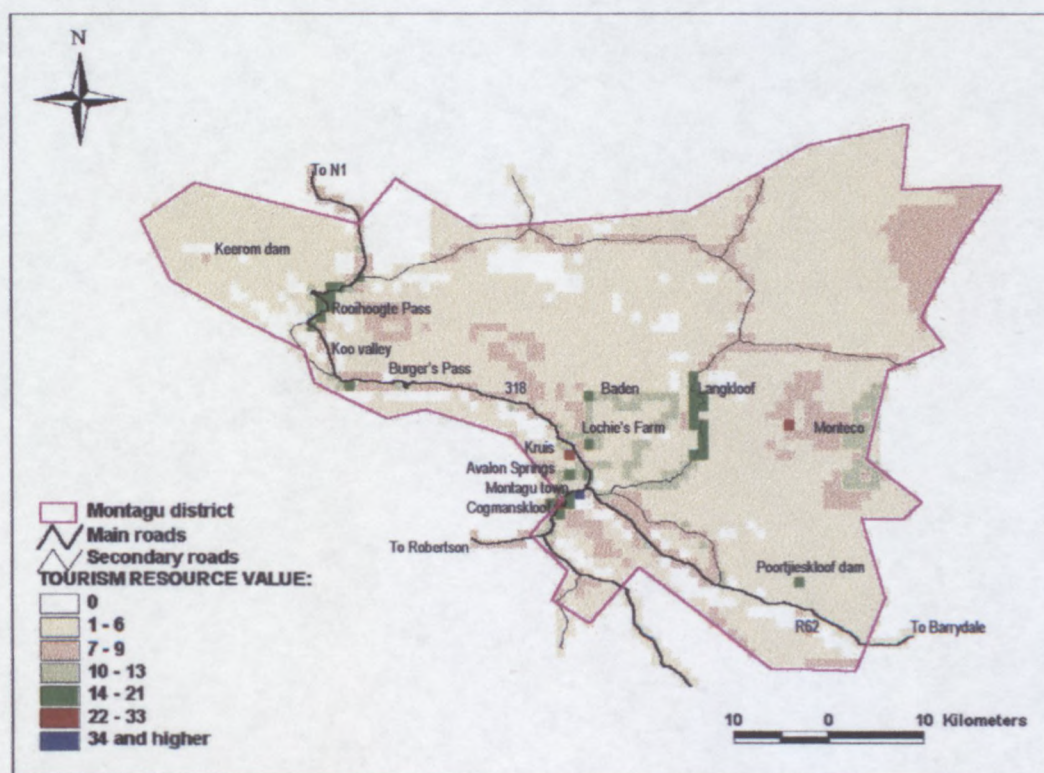 N
To N1
Keerom dam
Rooihoogte Pass
Koo valley
Burger's Pass
318
Baden
Langkloof
Lochie's Farm
Monteco
Kruis
Avalon Springs
Montagu town
Cogmanskloof
To Robertson
Poortjieskloof dam
R62
To Barrydale
Montagu district
Main roads
Secondary roads
TOURISM RESOURCE VALUE:
0
1 - 6
7 - 9
10 - 13
14 - 21
22 - 33
34 and higher
10 0 10 Kilometers